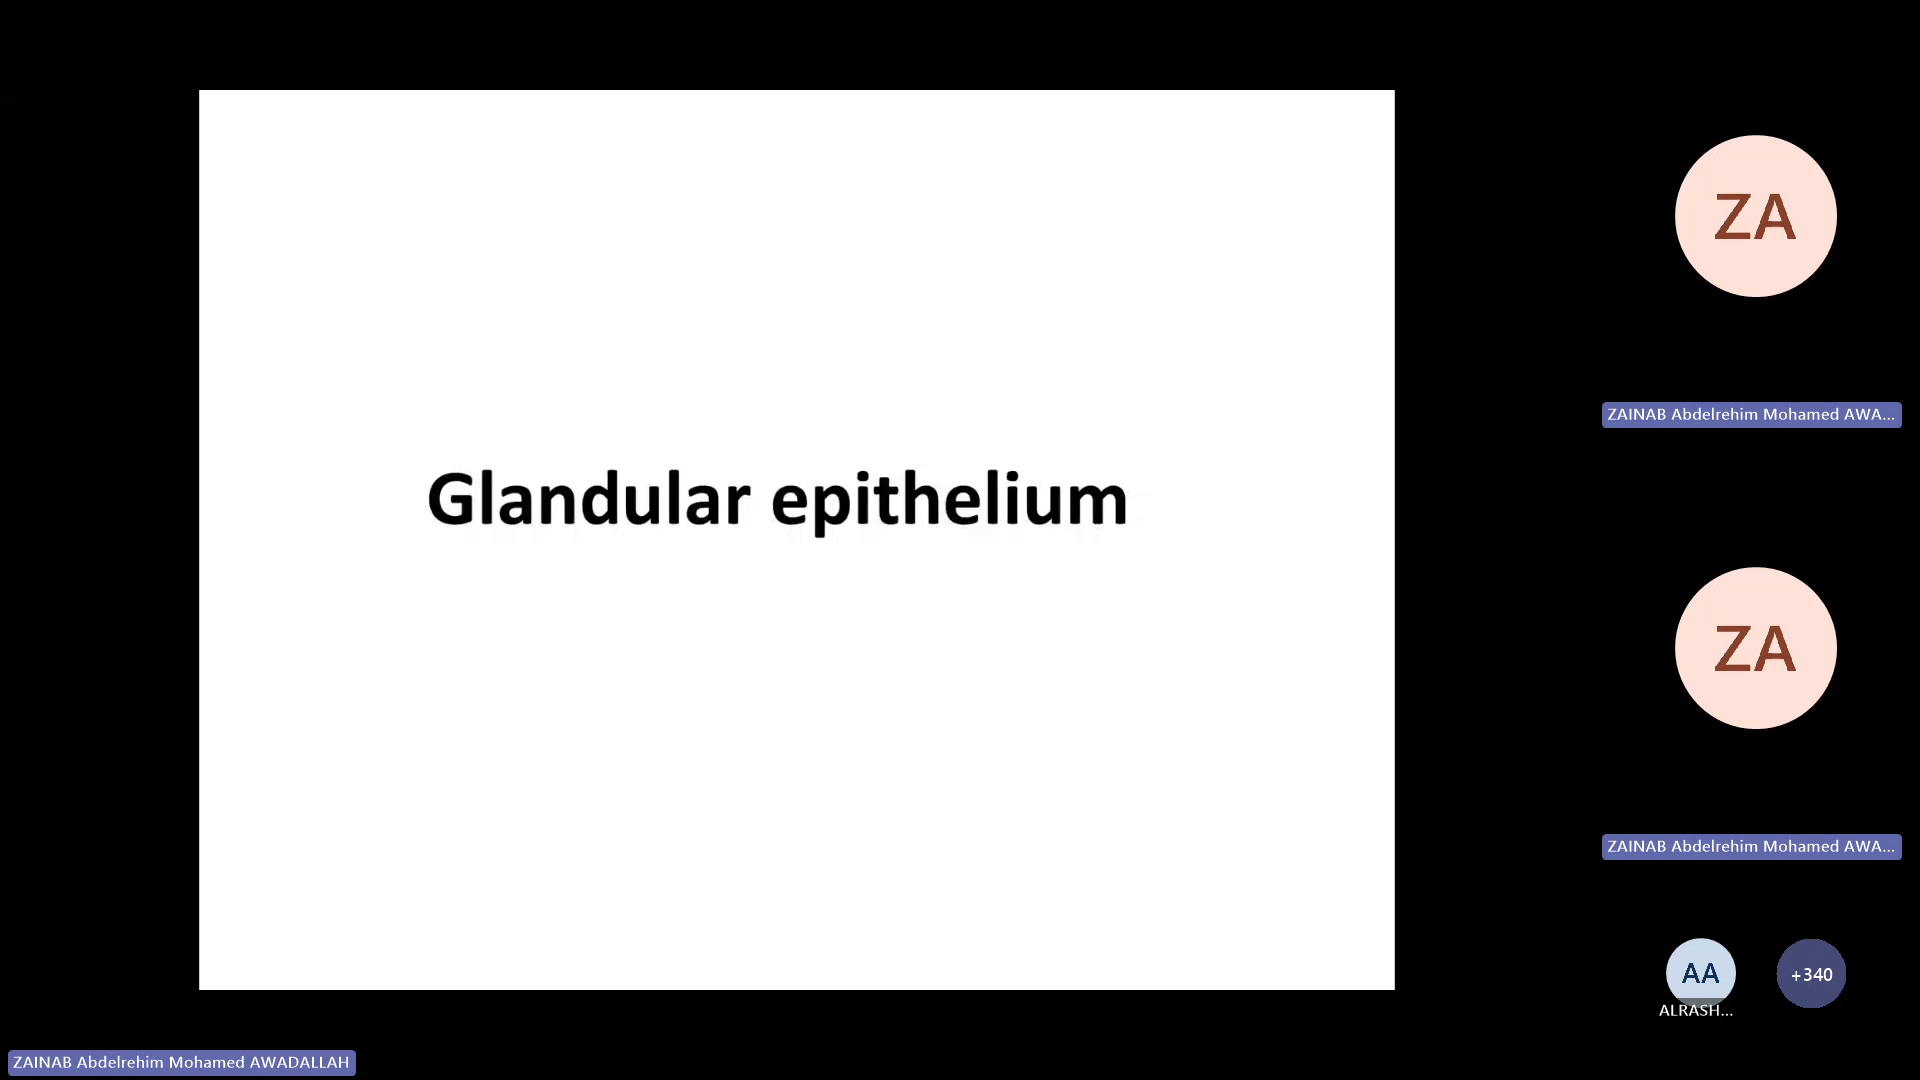 Glandular epithelium
ZA
ZAINAB Abdelrehim Mohamed AWA...
ZA
ZAINAB Abdelrehim Mohamed AWA...
AA
+340
ALRASH...
ZAINAB Abdelrehim Mohamed AWADALLAH